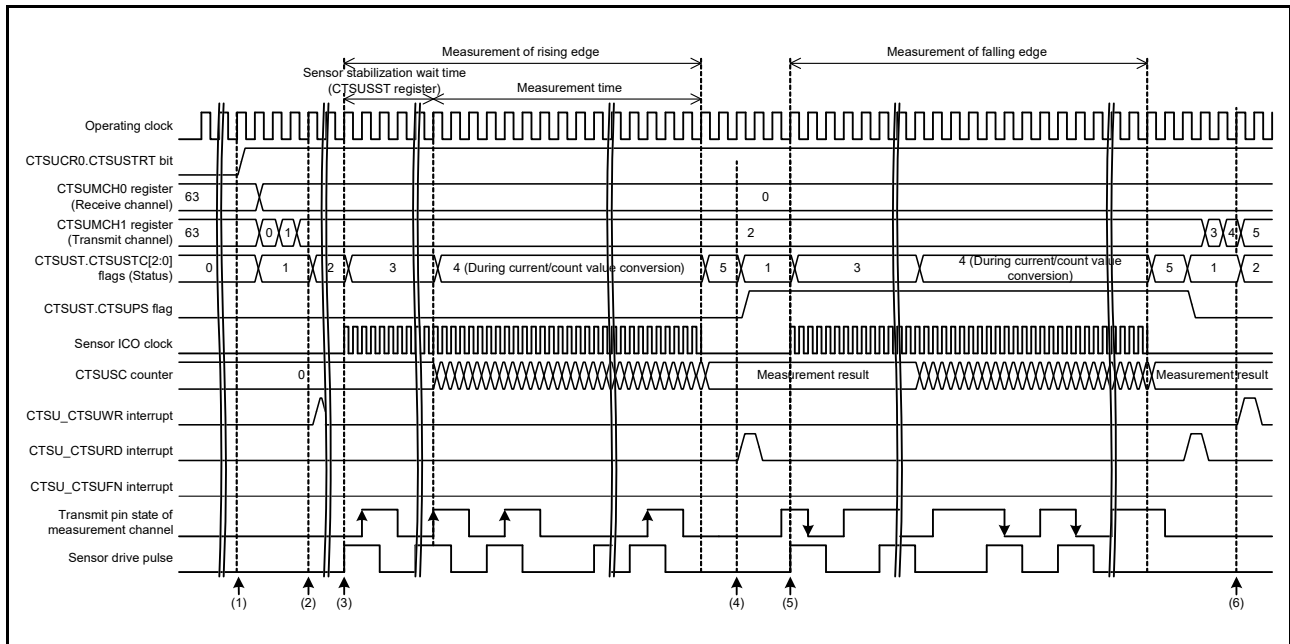 Measurement of rising edge
Measurement of falling edge
Sensor stabilization wait time
(CTSUSST register)
Measurement time
Operating clock
CTSUCR0.CTSUSTRT bit
CTSUMCH0 register
(Receive channel)
63
0
CTSUMCH1 register
(Transmit channel)
63
0
1
2
3
4
5
CTSUST.CTSUSTC[2:0]
flags (Status)
0
1
2
3
4 (During current/count value conversion)
5
1
3
4 (During current/count value
conversion)
5
1
2
CTSUST.CTSUPS flag
Sensor ICO clock
CTSUSC counter
0
Measurement result
Measurement result
CTSU_CTSUWR interrupt
CTSU_CTSURD interrupt
CTSU_CTSUFN interrupt
Transmit pin state of
measurement channel
Sensor drive pulse
(1)
(2)
(3)
(4)
(5)
(6)